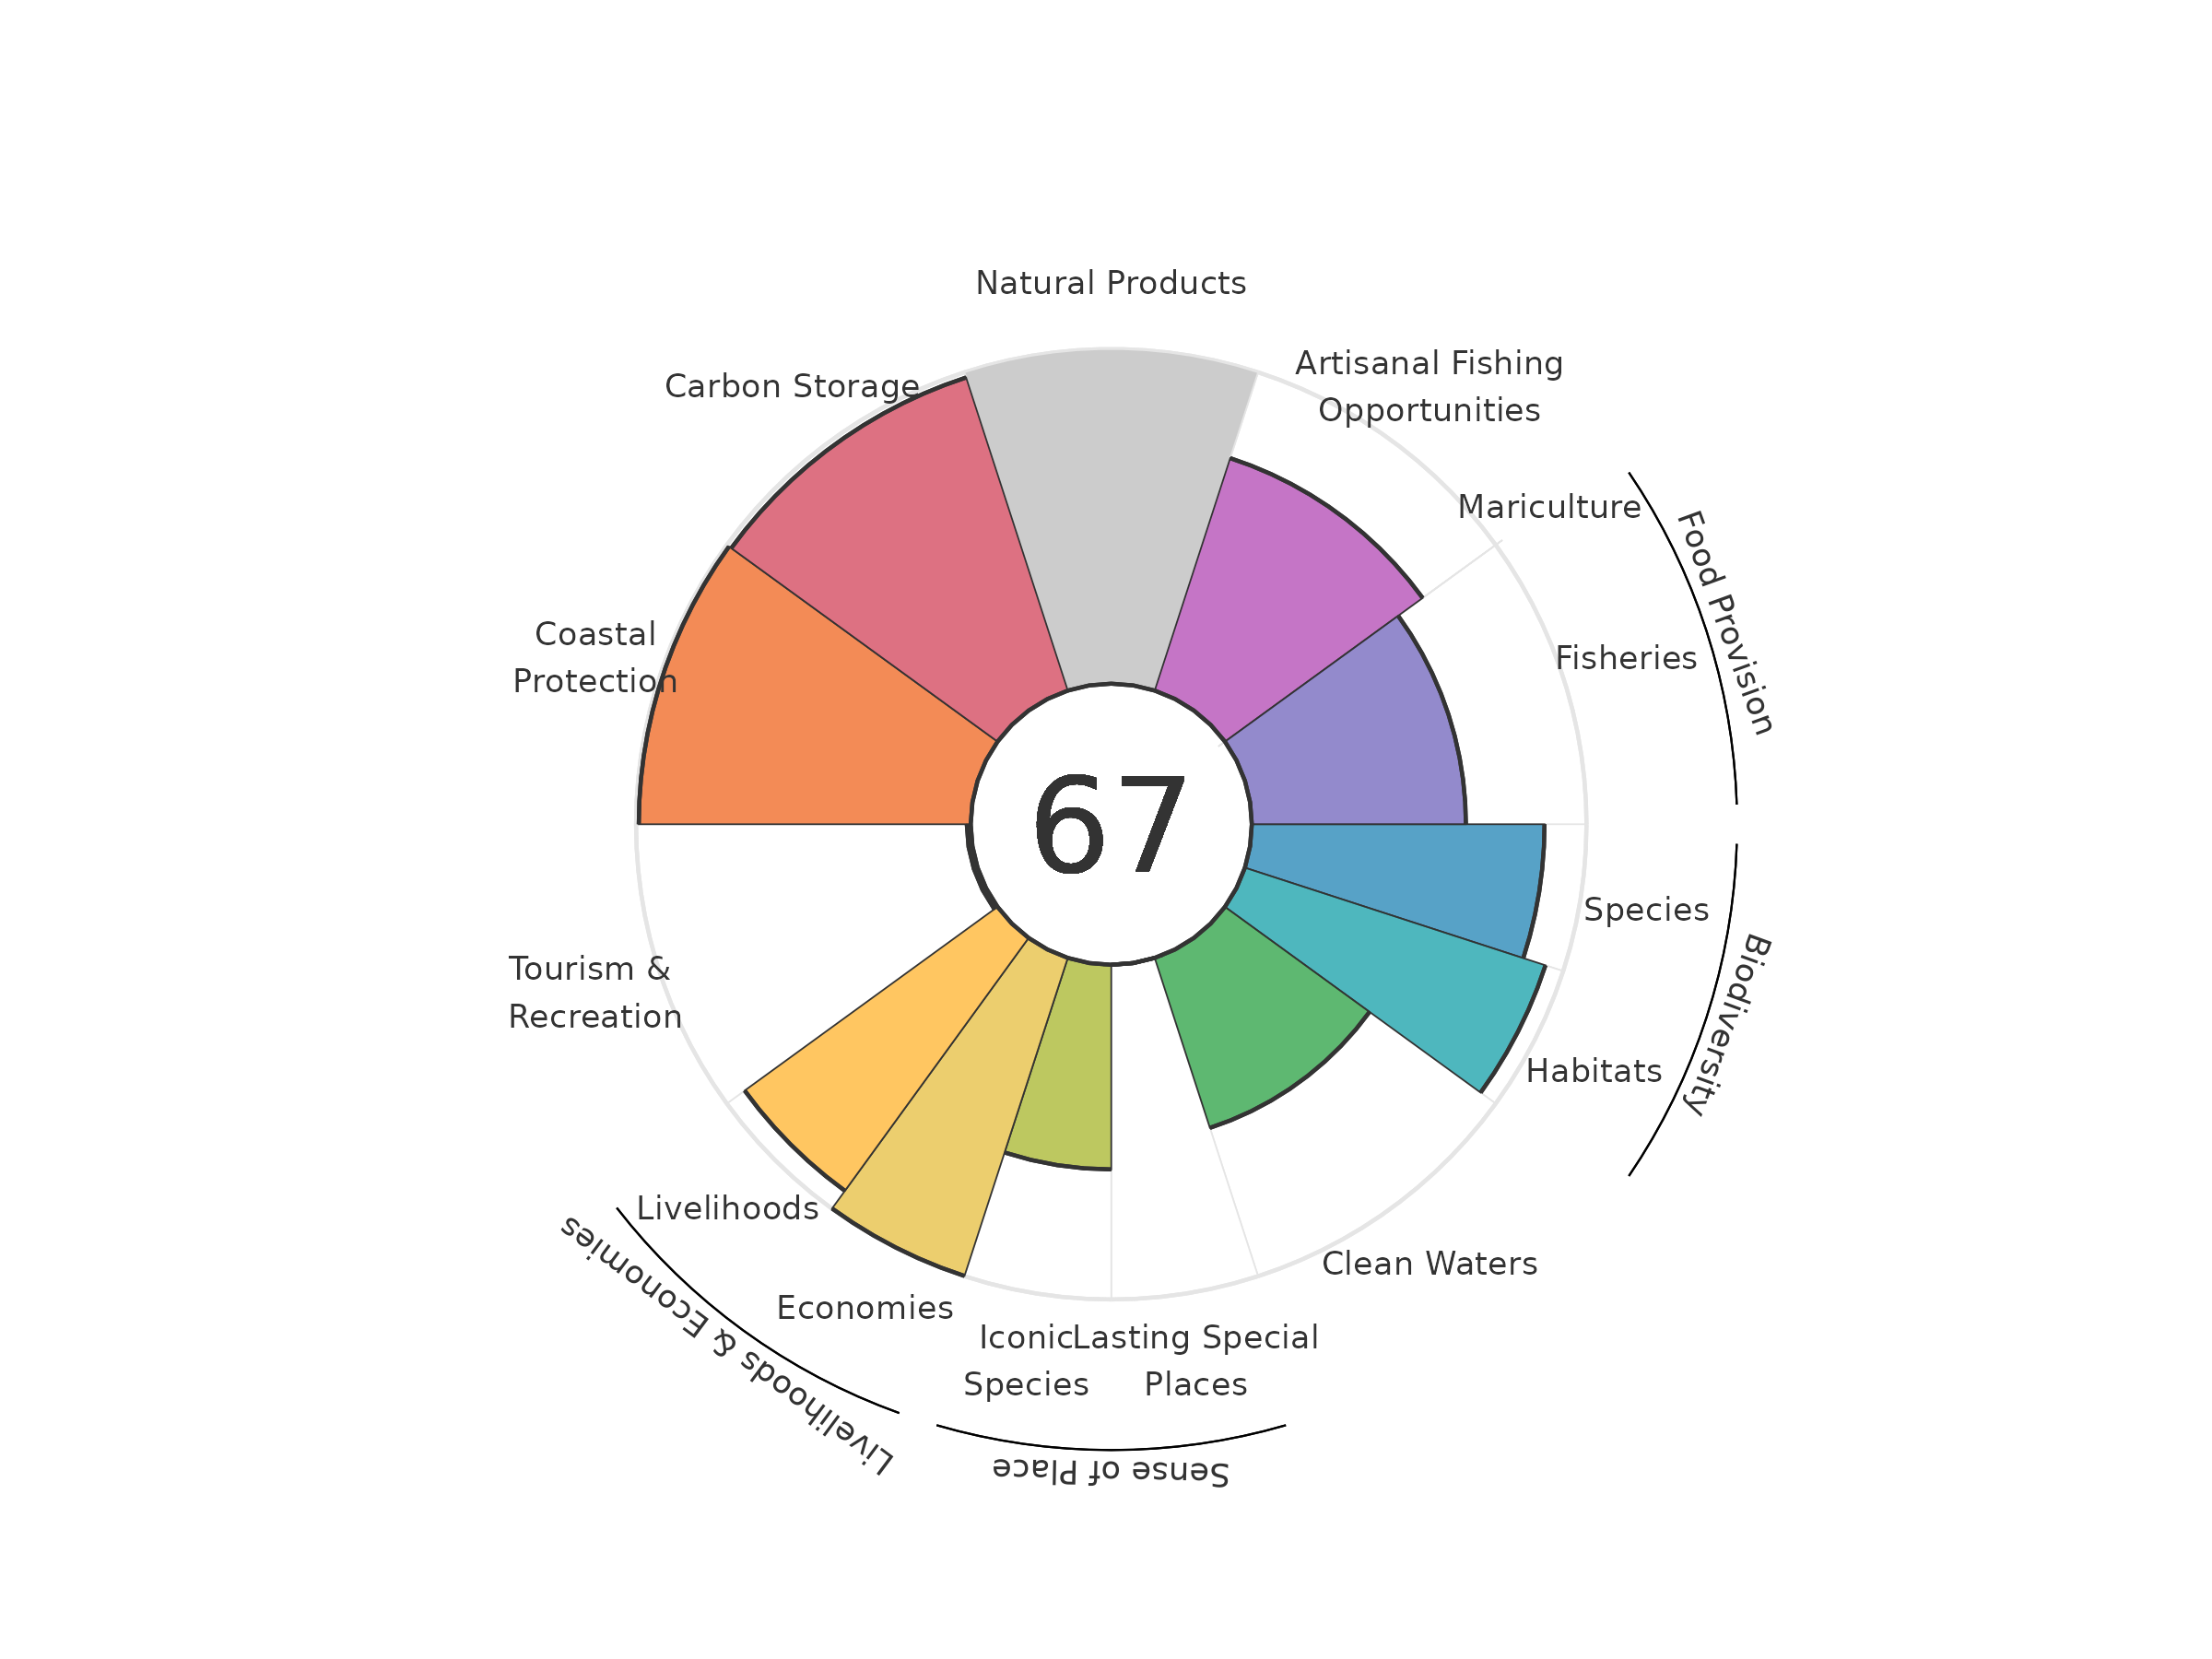 Natural Products
Artisanal Fishing
Opportunities
Carbon Storage
Mariculture
Food Provision
Coastal
Protection
Fisheries
67
Species
Biodiversity
Tourism &
Recreation
Habitats
Livelihoods
Clean Waters
Livelihoods & Economies
Economies
Iconic
Species
Lasting Special
Places
Sense of Place